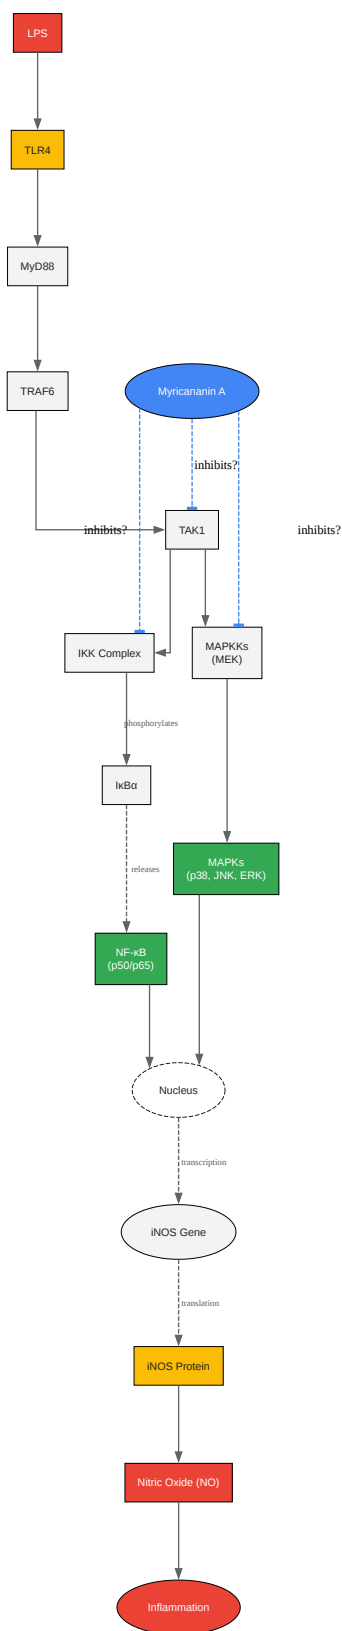 LPS
TLR4
MyD88
TRAF6
Myricananin A
inhibits?
inhibits?
TAK1
inhibits?
IKK Complex
MAPKKs
(MEK)
phosphorylates
IκBα
MAPKs
(p38, JNK, ERK)
releases
NF-κB
(p50/p65)
Nucleus
transcription
iNOS Gene
translation
iNOS Protein
Nitric Oxide (NO)
Inflammation